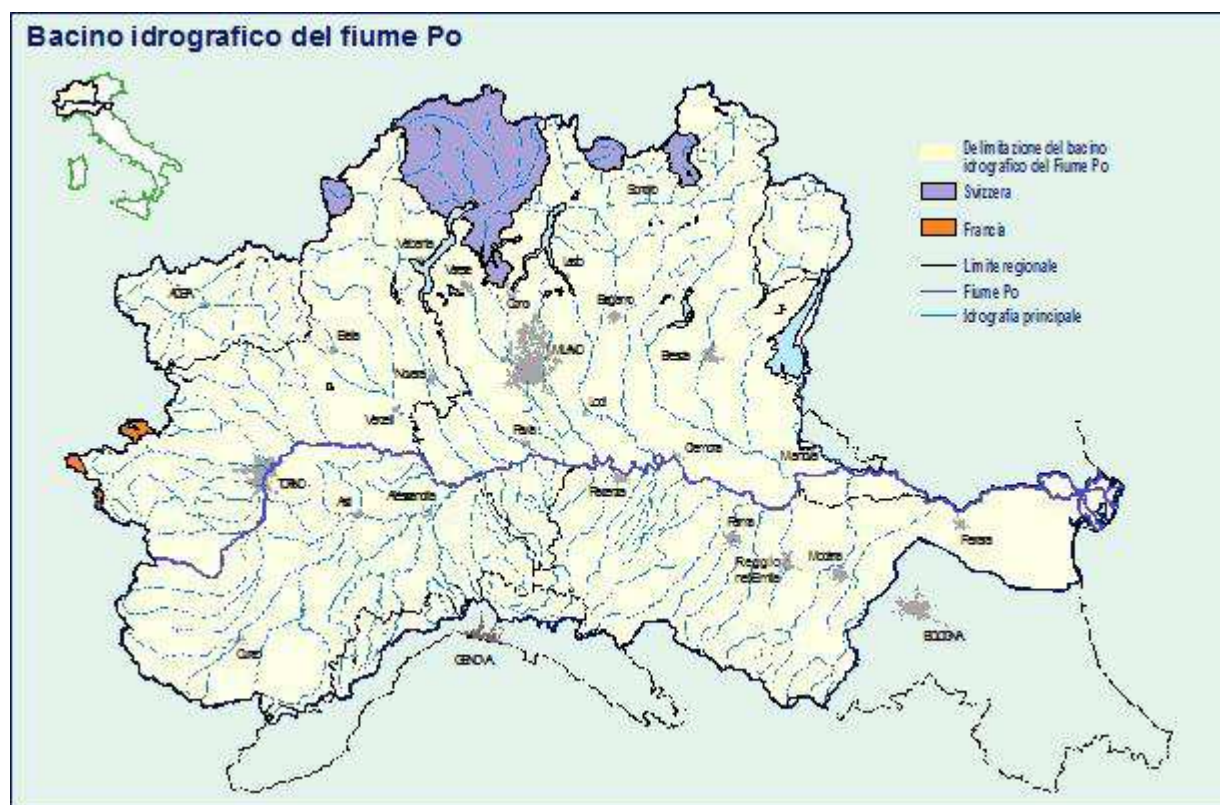 Bacino idrografico del fiume Po
Delimitazione del bacino
idrografico del Fiume Po
Svizzera
Francia
Limite regionale
Fiume Po
Idrografia principale
Sondrio
Verbania
Varese
Lecco
Como
Bergamo
AOSTA
Biella
MILANO
Brescia
Novara
Lodi
Vercelli
Pavia
Cremona
Mantova
TORINO
Asti
Alessandria
Piacenza
Parma
Ferrara
Reggio
nell'Emilia
Modena
BOLOGNA
Cuneo
GENOVA